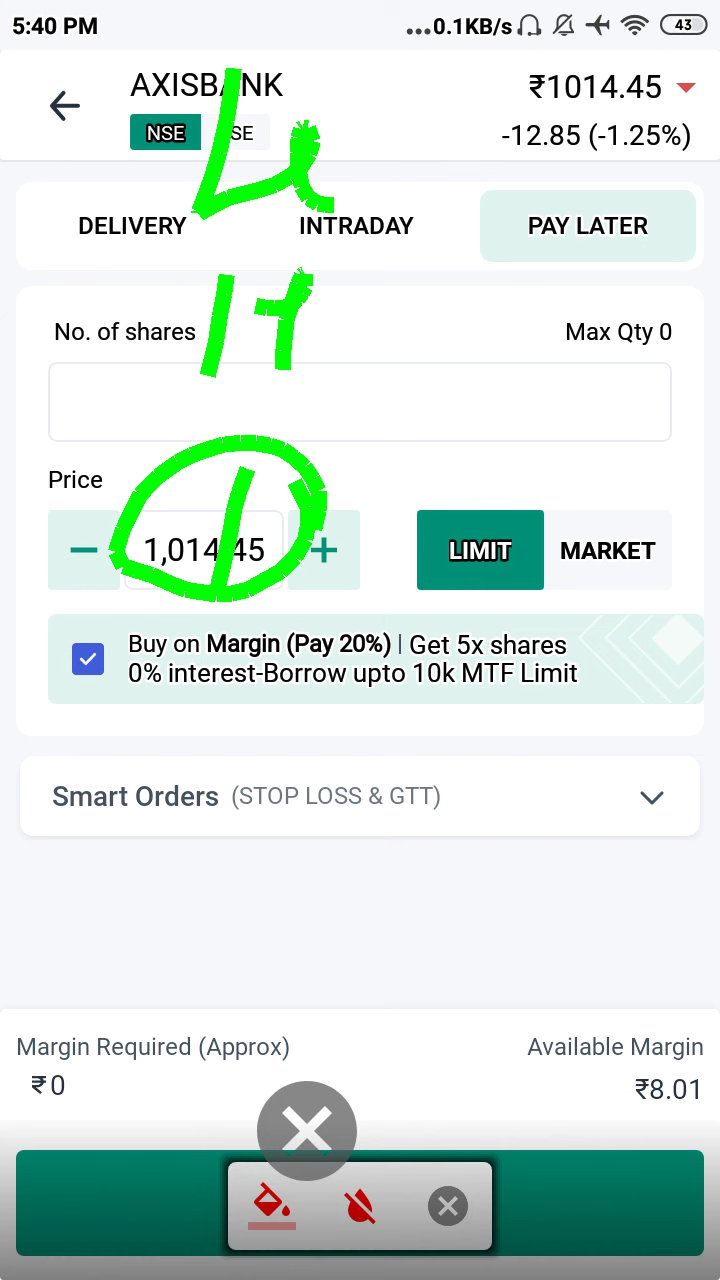 5:40 PM ...0.1KB/s 43
AXISBANK ₹1014.45
NSE BSE -12.85 (-1.25%)
DELIVERY INTRADAY PAY LATER
No. of shares Max Qty 0
Price
− 1,014.45 + LIMIT MARKET
Buy on Margin (Pay 20%) | Get 5x shares
0% interest-Borrow upto 10k MTF Limit
Smart Orders (STOP LOSS & GTT)
Margin Required (Approx) Available Margin
₹0 ₹8.01